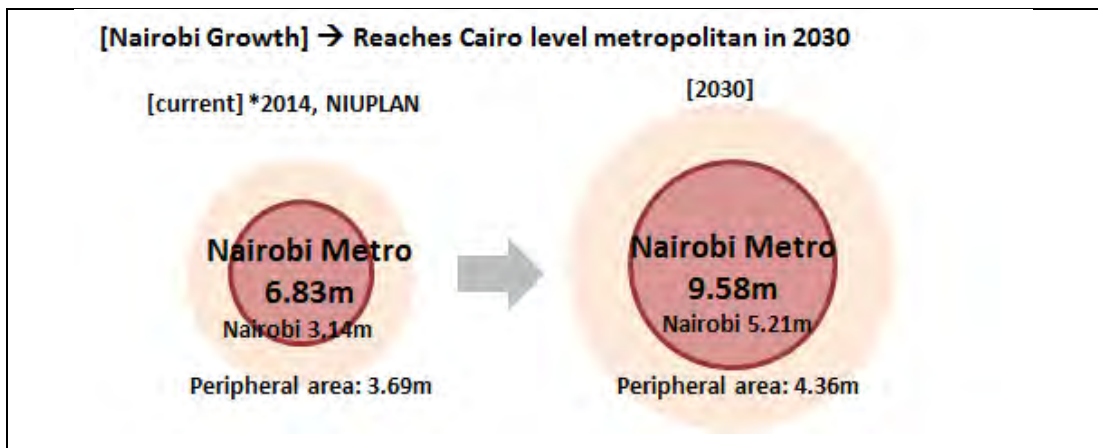 [Nairobi Growth] → Reaches Cairo level metropolitan in 2030
[current] *2014, NIUPLAN
[2030]
Nairobi Metro
6.83m
Nairobi 3,14m
Peripheral area: 3.69m
Nairobi Metro
9.58m
Nairobi 5.21m
Peripheral area: 4.36m